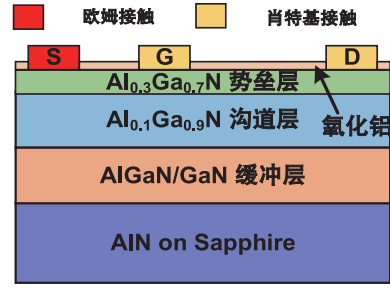 欧姆接触 肖特基接触
S G D
Al0.3Ga0.7N 势垒层
Al0.1Ga0.9N 沟道层
氧化铝
AlGaN/GaN 缓冲层
AlN on Sapphire